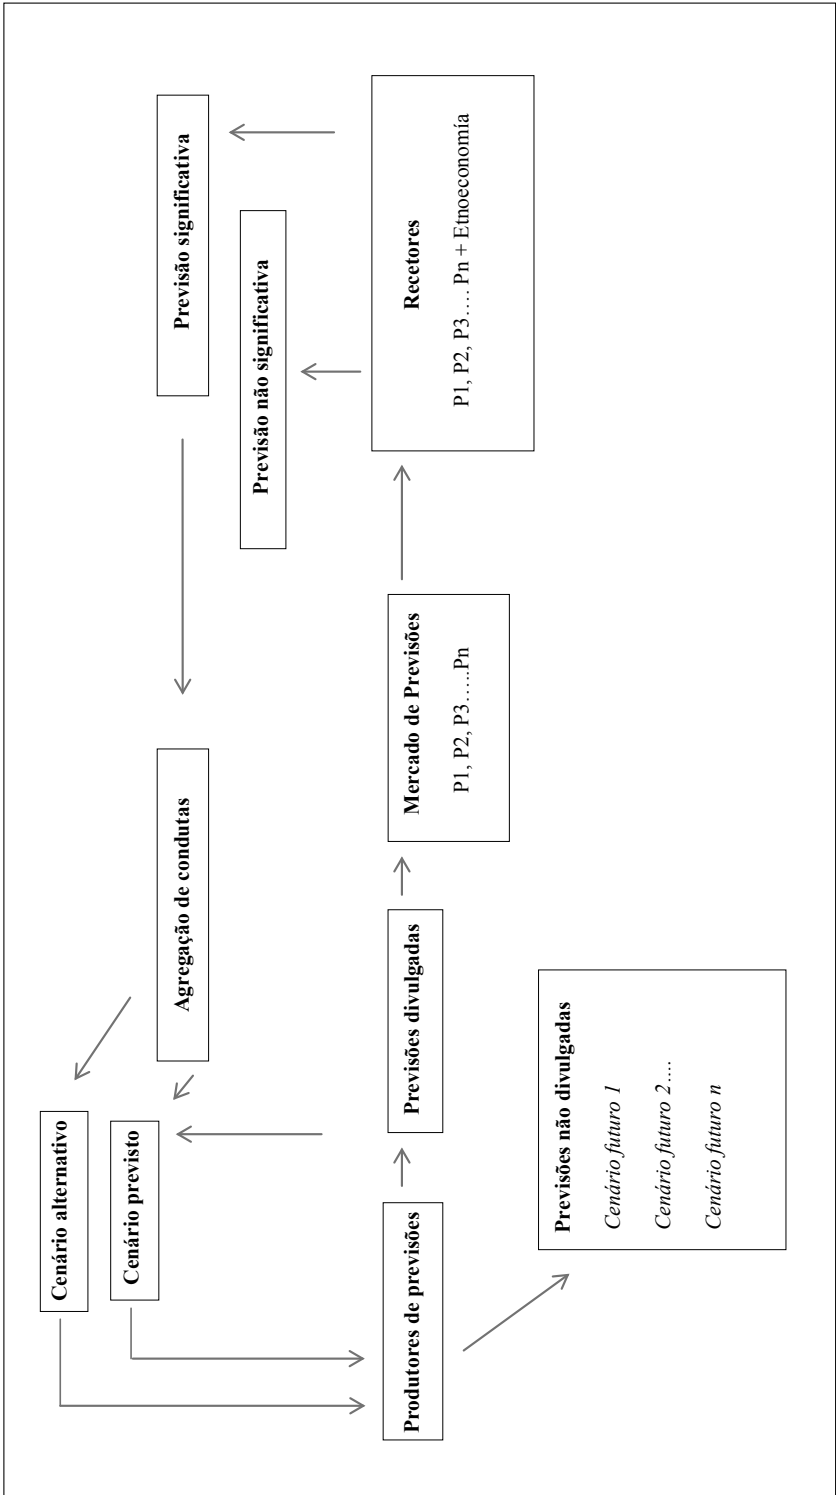 Cenário alternativo
Cenário previsto
Agregação de condutas
Previsão significativa
Previsão não significativa
Produtores de previsões
Previsões divulgadas
Mercado de Previsões
P1, P2, P3…..Pn
Recetores
P1, P2, P3…. Pn + Etnoeconomía
Previsões não divulgadas
Cenário futuro 1
Cenário futuro 2….
Cenário futuro n